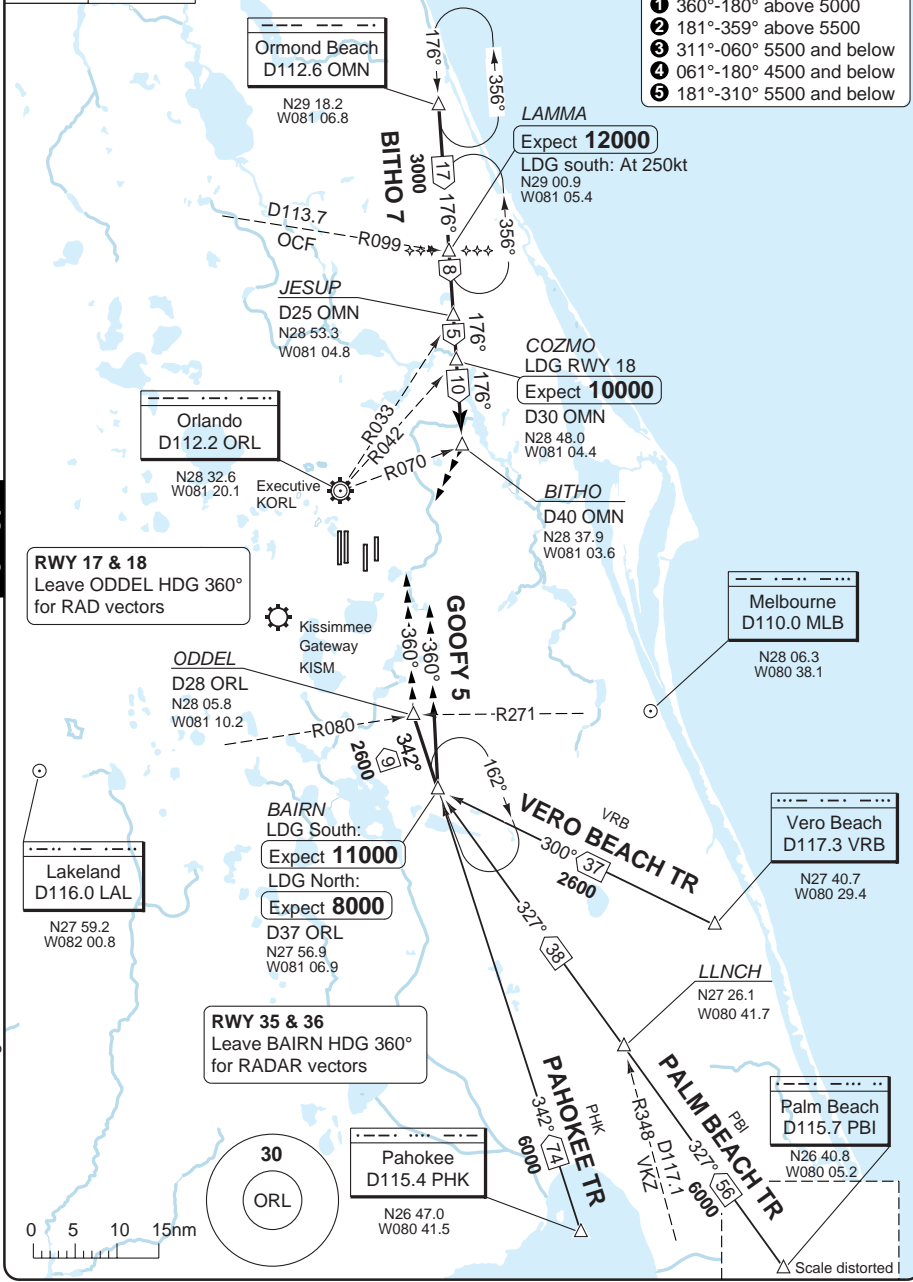 1 360°-180° above 5000
2 181°-359° above 5500
3 311°-060° 5500 and below
4 061°-180° 4500 and below
5 181°-310° 5500 and below
Ormond Beach
D112.6 OMN
N29 18.2
W081 06.8
176°
356°
LAMMA
Expect 12000
LDG south: At 250kt
N29 00.9
W081 05.4
BITHO 7
3000
17
176°
356°
D113.7
OCF
R099
8
JESUP
D25 OMN
N28 53.3
W081 04.8
5
176°
COZMO
LDG RWY 18
Expect 10000
D30 OMN
N28 48.0
W081 04.4
10
176°
Orlando
D112.2 ORL
N28 32.6
W081 20.1
R033
R042
R070
Executive
KORL
BITHO
D40 OMN
N28 37.9
W081 03.6
RWY 17 & 18
Leave ODDEL HDG 360°
for RAD vectors
Kissimmee
Gateway
KISM
GOOFY 5
360°
360°
Melbourne
D110.0 MLB
N28 06.3
W080 38.1
ODDEL
D28 ORL
N28 05.8
W081 10.2
R080
R271
342°
9
2600
162°
BAIRN
LDG South:
Expect 11000
LDG North:
Expect 8000
D37 ORL
N27 56.9
W081 06.9
VRB
VERO BEACH TR
300°
37
2600
Vero Beach
D117.3 VRB
N27 40.7
W080 29.4
Lakeland
D116.0 LAL
N27 59.2
W082 00.8
327°
38
LLNCH
N27 26.1
W080 41.7
RWY 35 & 36
Leave BAIRN HDG 360°
for RADAR vectors
PHK
PAHOKEE TR
342°
74
6000
PBI
PALM BEACH TR
327°
56
6000
R348
D117.1
VKZ
Palm Beach
D115.7 PBI
N26 40.8
W080 05.2
Pahokee
D115.4 PHK
N26 47.0
W080 41.5
30
ORL
0 5 10 15nm
Scale distorted